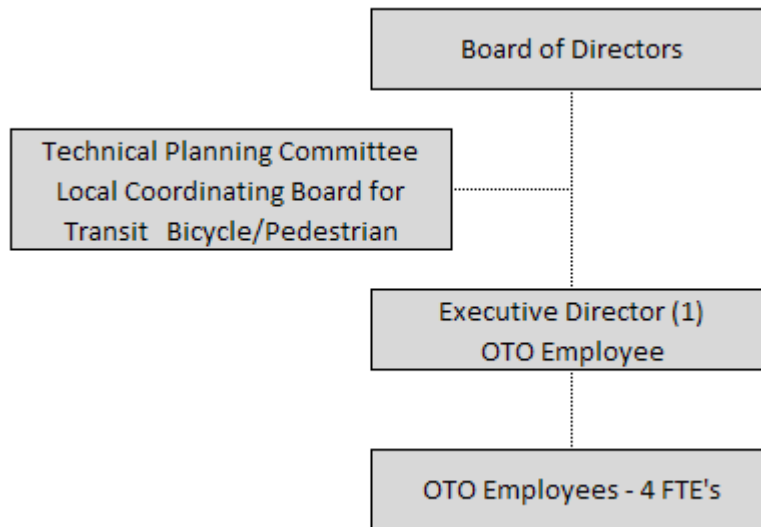 Board of Directors
Technical Planning Committee
Local Coordinating Board for
Transit  Bicycle/Pedestrian
Executive Director (1)
OTO Employee
OTO Employees - 4 FTE's